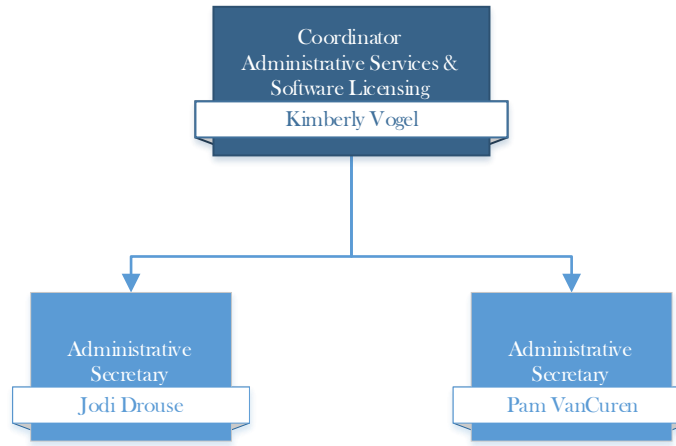 Coordinator
Administrative Services &
Software Licensing
Kimberly Vogel
Administrative
Secretary
Jodi Drouse
Administrative
Secretary
Pam VanCuren